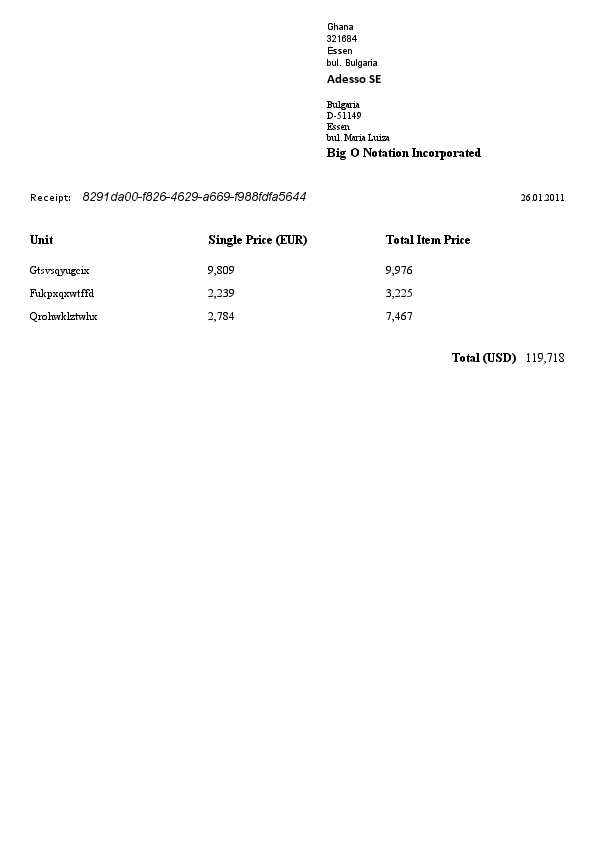 Ghana
321684
Essen
bul. Bulgaria
Adesso SE
Bulgaria
D-51149
Essen
bul. Maria Luiza
Big O Notation Incorporated
Receipt: 8291da00-f826-4629-a669-f988fdfa5644 26.01.2011
Unit Single Price (EUR) Total Item Price
Gtsvsqyugcix 9,809 9,976
Fukpxqxwtffd 2,239 3,225
Qrohwklztwhx 2,784 7,467
Total (USD) 119,718